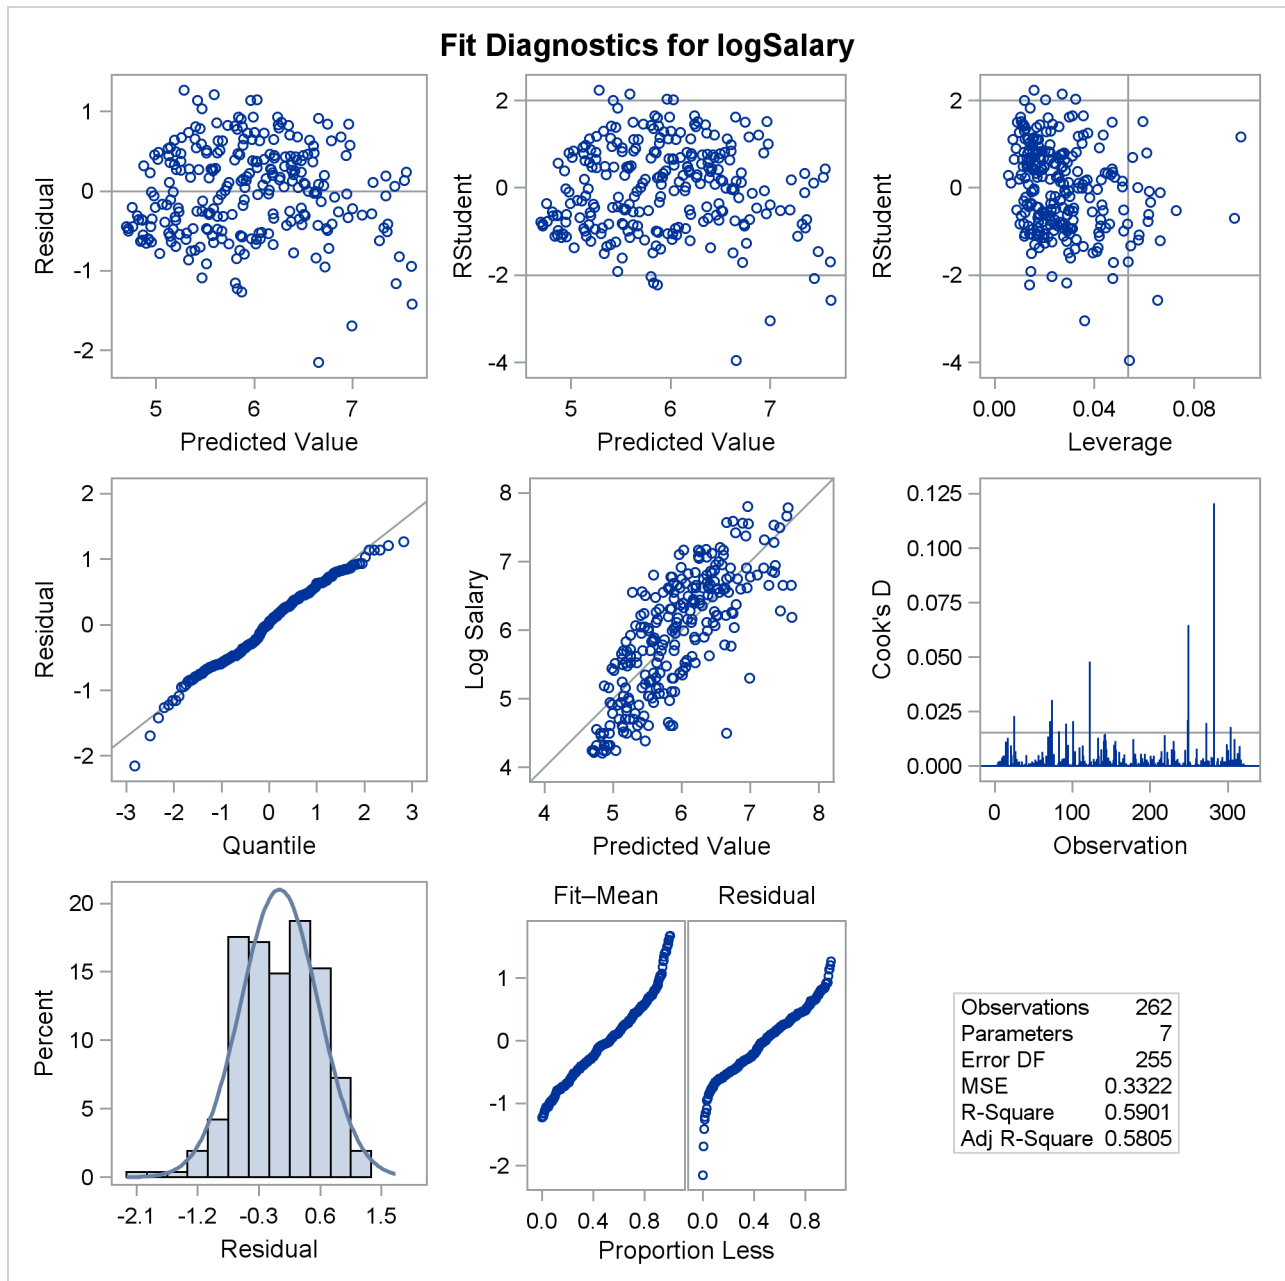 Fit Diagnostics for logSalary
1
0
-1
-2
Residual
5 6 7
Predicted Value
2
0
-2
-4
RStudent
5 6 7
Predicted Value
2
0
-2
-4
RStudent
0.00 0.04 0.08
Leverage
2
1
0
-1
-2
Residual
-3 -2 -1 0 1 2 3
Quantile
8
7
6
5
4
Log Salary
4 5 6 7 8
Predicted Value
0.125
0.100
0.075
0.050
0.025
0.000
Cook's D
0 100 200 300
Observation
20
15
10
5
0
Percent
-2.1 -1.2 -0.3 0.6 1.5
Residual
Fit–Mean Residual
1
0
-1
-2
0.0 0.4 0.8 0.0 0.4 0.8
Proportion Less
Observations 262
Parameters 7
Error DF 255
MSE 0.3322
R-Square 0.5901
Adj R-Square 0.5805